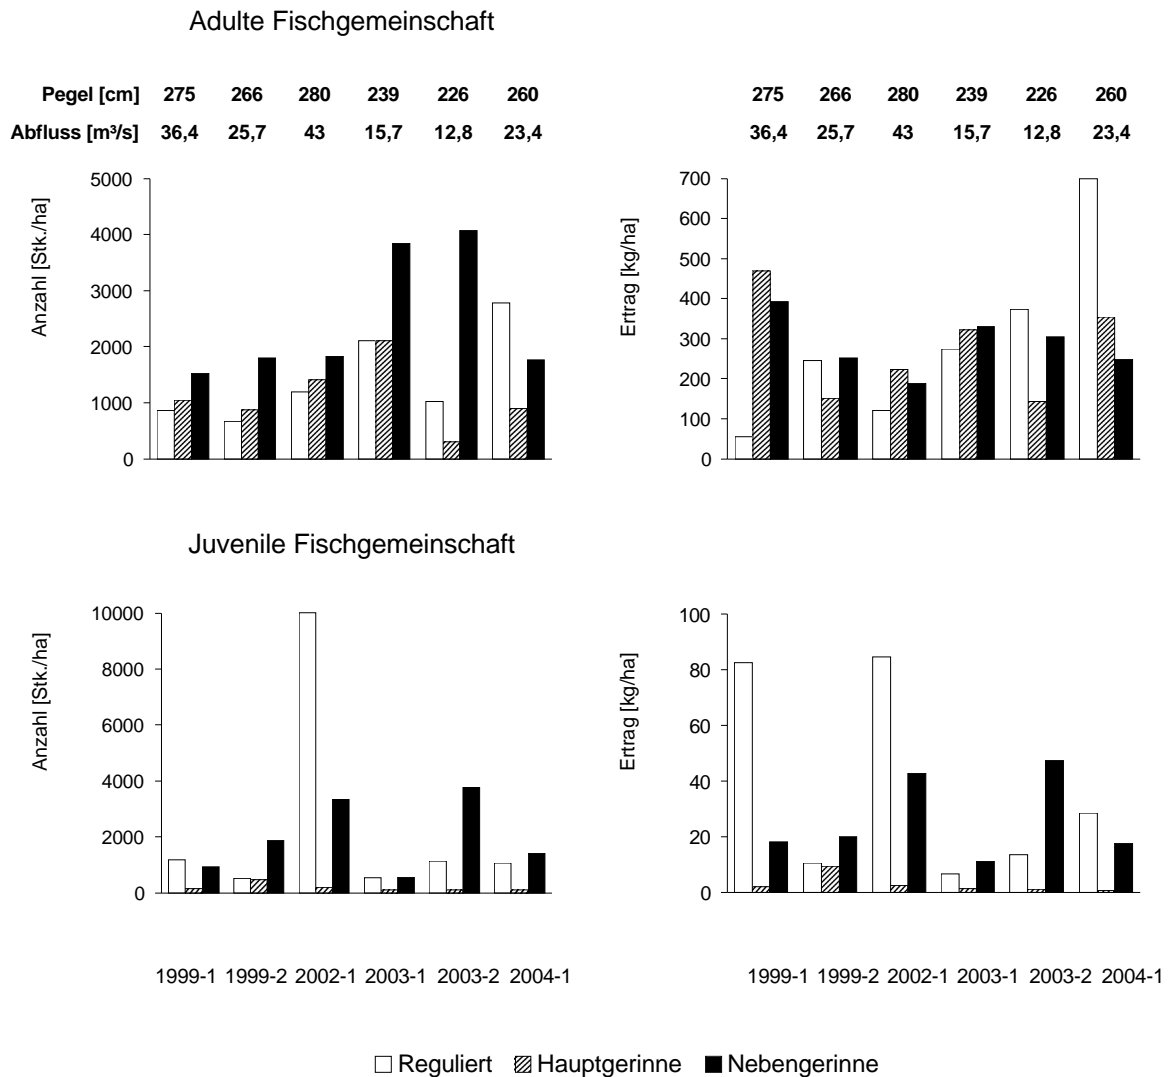 Adulte Fischgemeinschaft
Pegel [cm] 275 266 280 239 226 260
275 266 280 239 226 260
Abfluss [m³/s] 36,4 25,7 43 15,7 12,8 23,4
36,4 25,7 43 15,7 12,8 23,4
Anzahl [Stk./ha]
5000
4000
3000
2000
1000
0
Ertrag [kg/ha]
700
600
500
400
300
200
100
0
Juvenile Fischgemeinschaft
Anzahl [Stk./ha]
10000
8000
6000
4000
2000
0
Ertrag [kg/ha]
100
80
60
40
20
0
1999-1 1999-2 2002-1 2003-1 2003-2 2004-1
1999-1 1999-2 2002-1 2003-1 2003-2 2004-1
Reguliert Hauptgerinne Nebengerinne